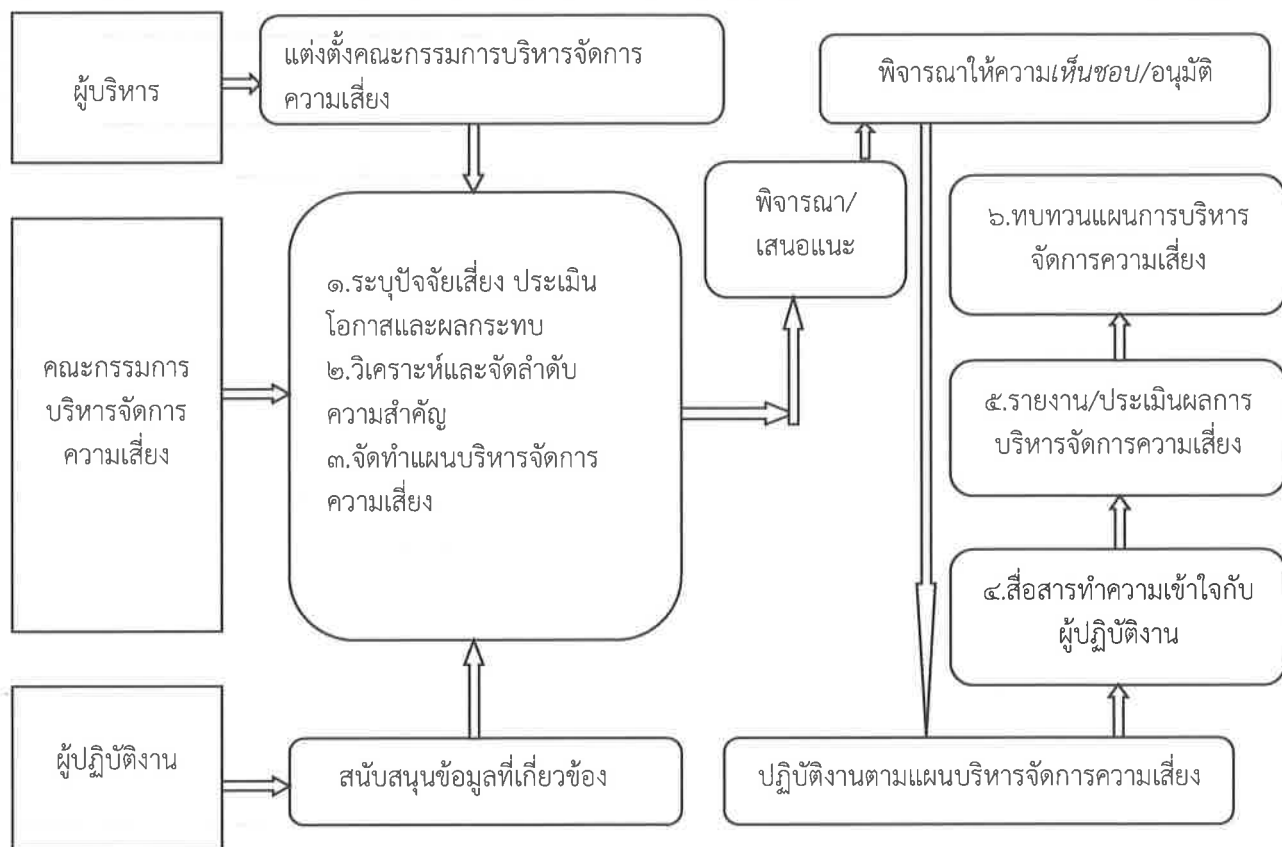 ผู้บริหาร
แต่งตั้งคณะกรรมการบริหารจัดการ
ความเสี่ยง
พิจารณาให้ความเห็นชอบ/อนุมัติ
พิจารณา/
เสนอแนะ
คณะกรรมการ
บริหารจัดการ
ความเสี่ยง
๑.ระบุปัจจัยเสี่ยง ประเมิน
โอกาสและผลกระทบ
๒.วิเคราะห์และจัดลำดับ
ความสำคัญ
๓.จัดทำแผนบริหารจัดการ
ความเสี่ยง
๖.ทบทวนแผนการบริหาร
จัดการความเสี่ยง
๕.รายงาน/ประเมินผลการ
บริหารจัดการความเสี่ยง
๔.สื่อสารทำความเข้าใจกับ
ผู้ปฏิบัติงาน
ผู้ปฏิบัติงาน
สนับสนุนข้อมูลที่เกี่ยวข้อง
ปฏิบัติงานตามแผนบริหารจัดการความเสี่ยง